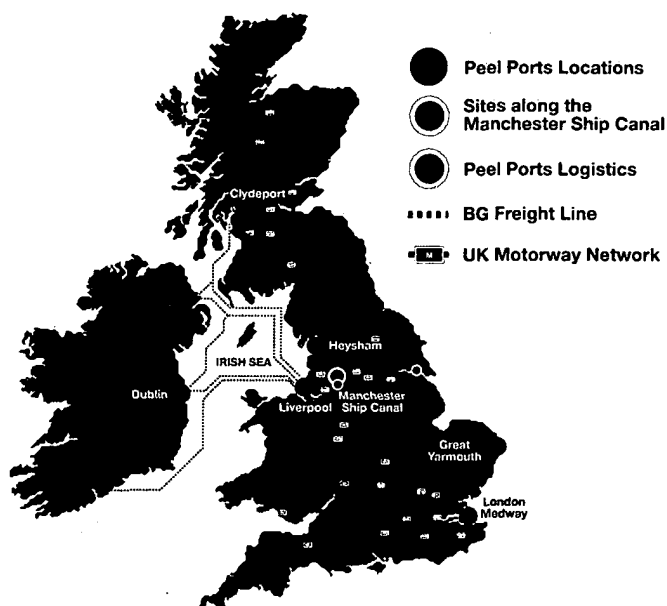 Peel Ports Locations
Sites along the
Manchester Ship Canal
Peel Ports Logistics
BG Freight Line
M
UK Motorway Network
Clydeport
Heysham
IRISH SEA
Dublin
Liverpool
Manchester
Ship Canal
Great
Yarmouth
London
Medway